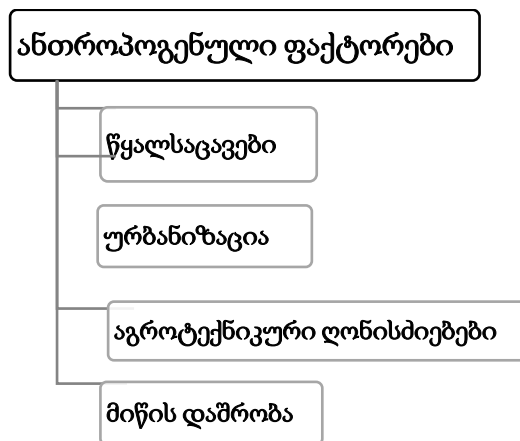 ანთროპოგენული ფაქტორები
წყალსაცავები
ურბანიზაცია
აგროტექნიკური ღონისძიებები
მიწის დაშრობა